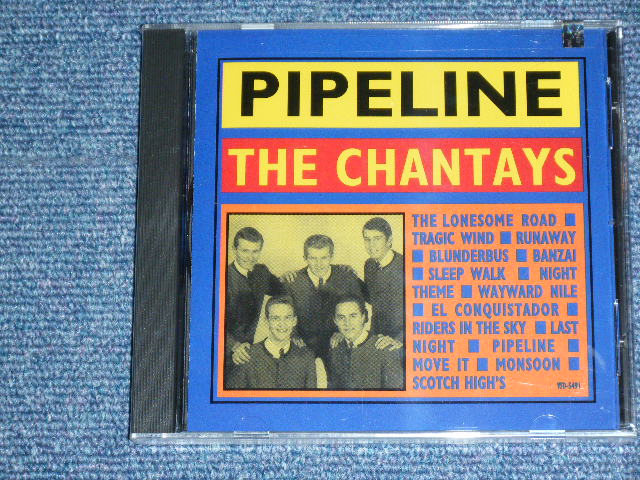 PIPELINE
THE CHANTAYS
THE LONESOME ROAD ■
TRAGIC WIND ■ RUNAWAY
■ BLUNDERBUS ■ BANZAI
■ SLEEP WALK ■ NIGHT
THEME ■ WAYWARD NILE
■ EL CONQUISTADOR ■
RIDERS IN THE SKY ■ LAST
NIGHT ■ PIPELINE ■
MOVE IT ■ MONSOON ■
SCOTCH HIGH'S